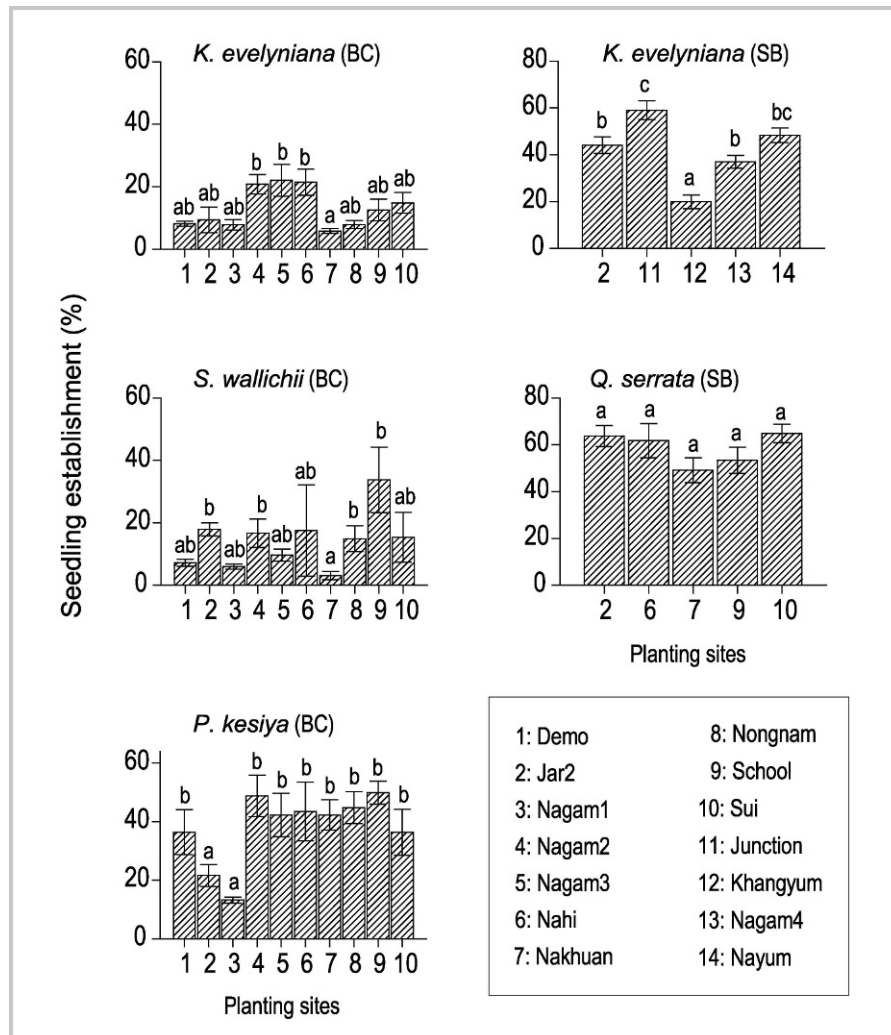 K. evelyniana (BC)
60
40
20
0
ab ab ab b b b a ab ab ab
1 2 3 4 5 6 7 8 9 10
K. evelyniana (SB)
80
60
40
20
0
b c a b bc
2 11 12 13 14
Seedling establishment (%)
S. wallichii (BC)
60
40
20
0
ab b ab b ab ab a b b ab
1 2 3 4 5 6 7 8 9 10
Q. serrata (SB)
80
60
40
20
0
a a a a a
2 6 7 9 10
Planting sites
P. kesiya (BC)
60
40
20
0
b a a b b b b b b b
1 2 3 4 5 6 7 8 9 10
Planting sites
1: Demo
2: Jar2
3: Nagam1
4: Nagam2
5: Nagam3
6: Nahi
7: Nakhuan
8: Nongnam
9: School
10: Sui
11: Junction
12: Khangyum
13: Nagam4
14: Nayum